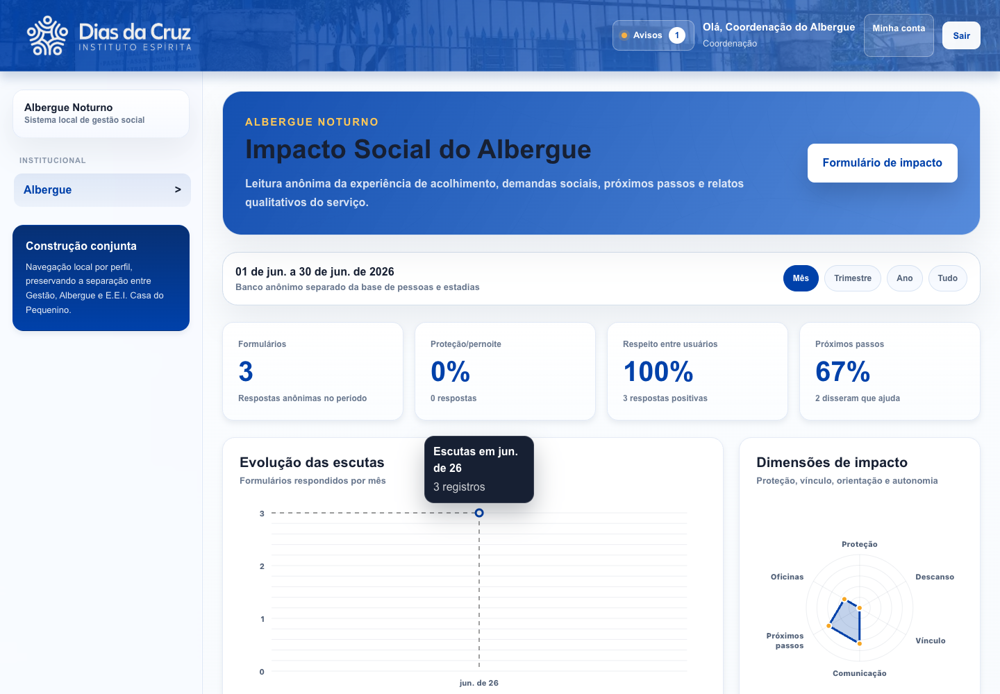 Dias da Cruz
INSTITUTO ESPÍRITA
Avisos 1
Olá, Coordenação do Albergue
Coordenação
Minha conta
Sair
Albergue Noturno
Sistema local de gestão social
INSTITUCIONAL
Albergue >
Construção conjunta
Navegação local por perfil,
preservando a separação entre
Gestão, Albergue e E.E.I. Casa do
Pequenino.
ALBERGUE NOTURNO
Impacto Social do Albergue
Leitura anônima da experiência de acolhimento, demandas sociais, próximos passos e relatos
qualitativos do serviço.
Formulário de impacto
01 de jun. a 30 de jun. de 2026
Banco anônimo separado da base de pessoas e estadias
Mês
Trimestre
Ano
Tudo
Formulários
3
Respostas anônimas no período
Proteção/pernoite
0%
0 respostas
Respeito entre usuários
100%
3 respostas positivas
Próximos passos
67%
2 disseram que ajuda
Evolução das escutas
Formulários respondidos por mês
Escutas em jun.
de 26
3 registros
3
2
1
0
jun. de 26
Dimensões de impacto
Proteção, vínculo, orientação e autonomia
Proteção
Oficinas
Descanso
Próximos
passos
Vínculo
Comunicação